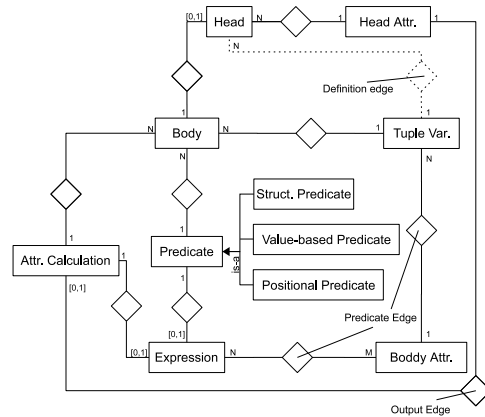 [0,1] Head N 1 Head Attr. 1
N
Definition edge
1 1
N Body N 1 Tuple Var.
N N
Struct. Predicate
1 1
Predicate Value-based Predicate
is-a
Attr. Calculation 1
[0,1] 1
Positional Predicate
Predicate Edge
[0,1] [0,1] 1
Expression N M Boddy Attr.
Output Edge